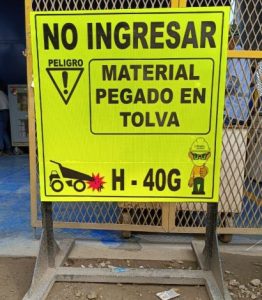 NO INGRESAR
PELIGRO
!
MATERIAL
PEGADO EN
TOLVA
H - 40G